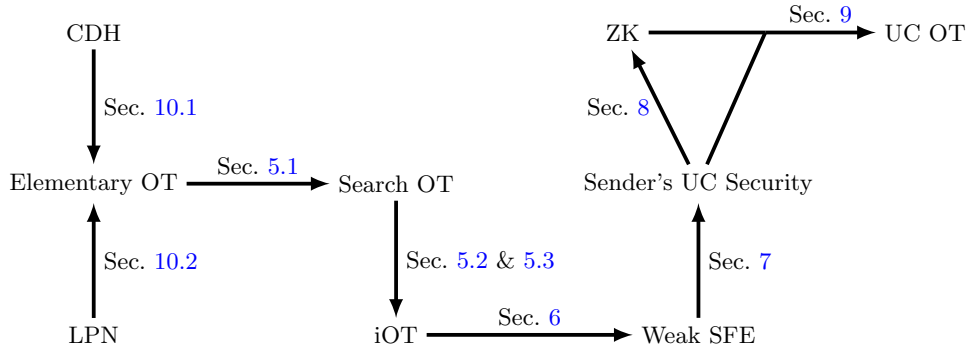 Sec. 9
CDH
ZK
UC OT
Sec. 10.1
Sec. 8
Sec. 5.1
Elementary OT
Search OT
Sender's UC Security
Sec. 10.2
Sec. 5.2 & 5.3
Sec. 7
Sec. 6
LPN
iOT
Weak SFE